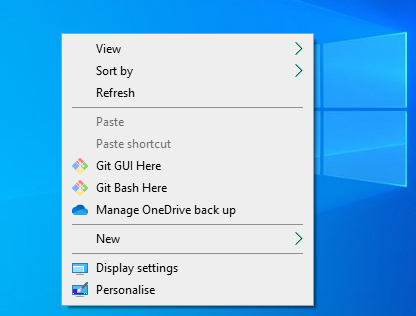 View
Sort by
Refresh
Paste
Paste shortcut
Git GUI Here
Git Bash Here
Manage OneDrive back up
New
Display settings
Personalise